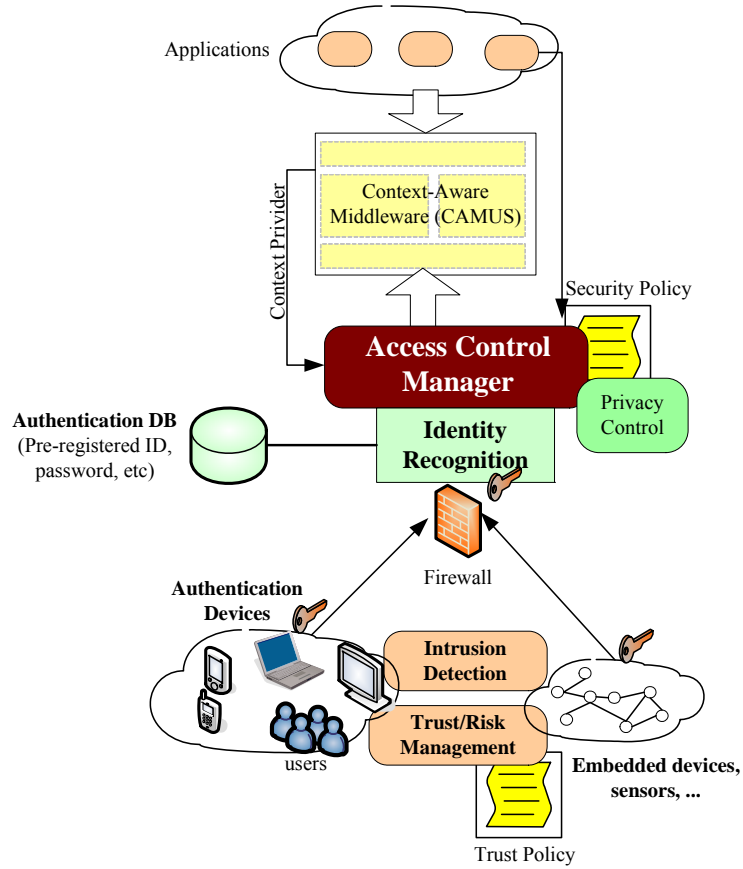 Applications
Context-Aware
Middleware (CAMUS)
Context Privider
Security Policy
Access Control
Manager
Privacy
Control
Authentication DB
(Pre-registered ID,
password, etc)
Identity
Recognition
Firewall
Authentication
Devices
Intrusion
Detection
Trust/Risk
Management
users
Embedded devices,
sensors, ...
Trust Policy